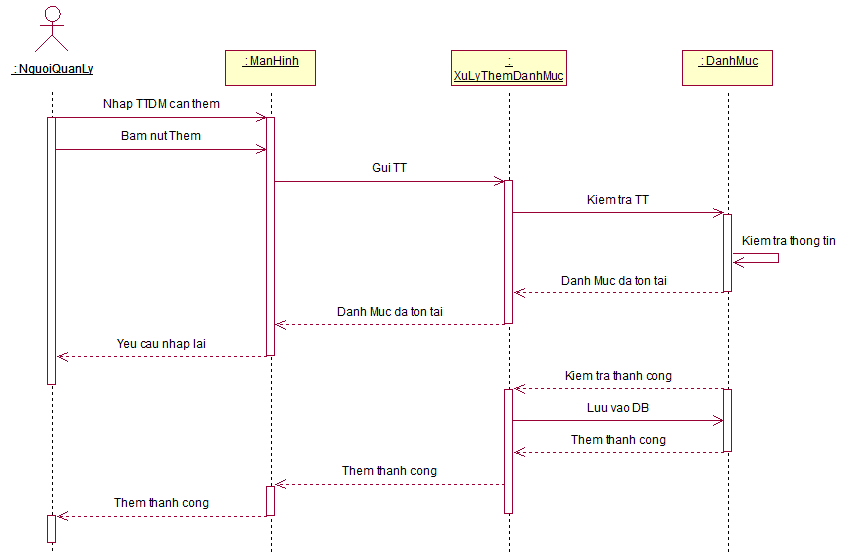 : NguoiQuanLy
: ManHinh
:
XuLyThemDanhMuc
: DanhMuc
Nhap TTDM can them
Bam nut Them
Gui TT
Kiem tra TT
Kiem tra thong tin
Danh Muc da ton tai
Danh Muc da ton tai
Yeu cau nhap lai
Kiem tra thanh cong
Luu vao DB
Them thanh cong
Them thanh cong
Them thanh cong